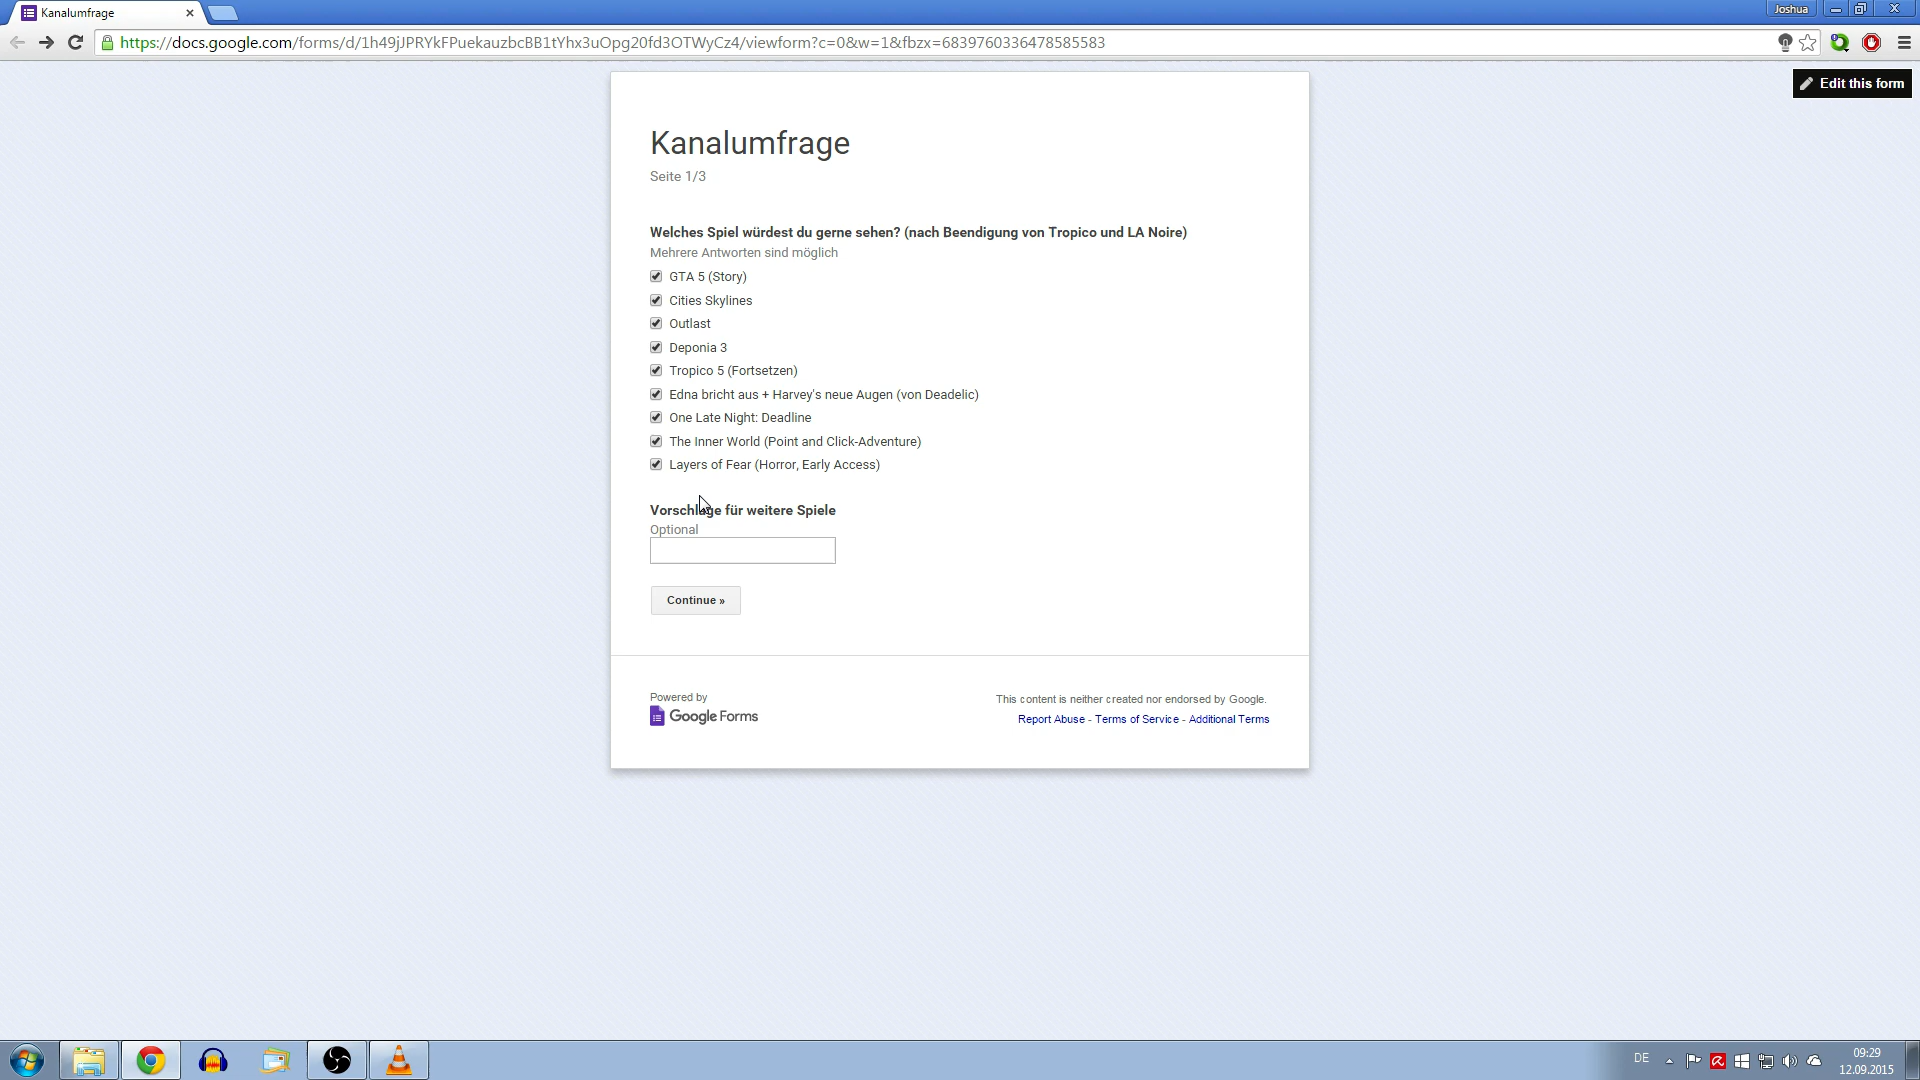 Kanalumfrage
Joshua
https://docs.google.com/forms/d/1h49jJPRYkFPuekauzbcBB1tYhx3uOpg20fd3OTWyCz4/viewform?c=0&w=1&fbzx=6839760336478585583
Edit this form
Kanalumfrage
Seite 1/3
Welches Spiel würdest du gerne sehen? (nach Beendigung von Tropico und LA Noire)
Mehrere Antworten sind möglich
GTA 5 (Story)
Cities Skylines
Outlast
Deponia 3
Tropico 5 (Fortsetzen)
Edna bricht aus + Harvey's neue Augen (von Deadelic)
One Late Night: Deadline
The Inner World (Point and Click-Adventure)
Layers of Fear (Horror, Early Access)
Vorschläge für weitere Spiele
Optional
Continue »
Powered by
Google Forms
This content is neither created nor endorsed by Google.
Report Abuse - Terms of Service - Additional Terms
DE
09:29
12.09.2015